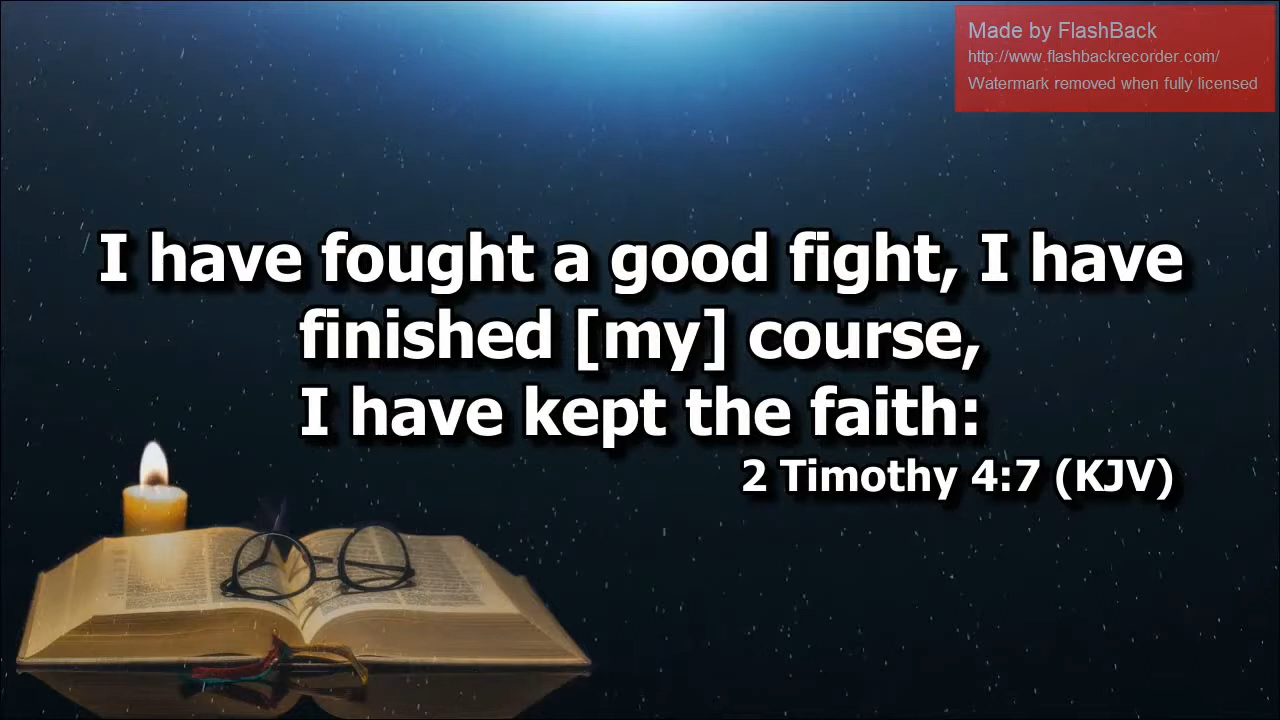 Made by FlashBack
http://www.flashbackrecorder.com/
Watermark removed when fully licensed
I have fought a good fight, I have
finished [my] course,
I have kept the faith:
2 Timothy 4:7 (KJV)